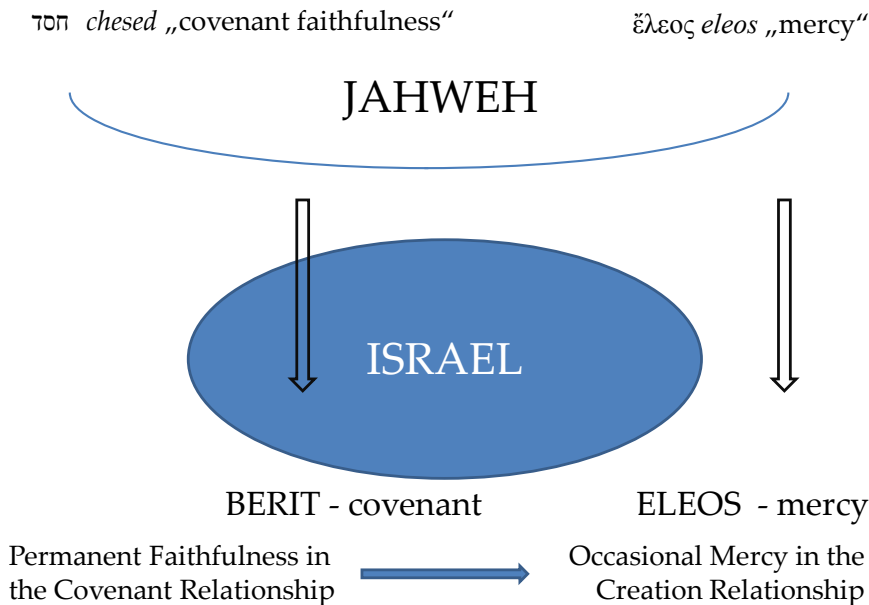 חסד chesed „covenant faithfulness“ ἔλεος eleos „mercy“
JAHWEH
ISRAEL
BERIT - covenant ELEOS - mercy
Permanent Faithfulness in
the Covenant Relationship
Occasional Mercy in the
Creation Relationship